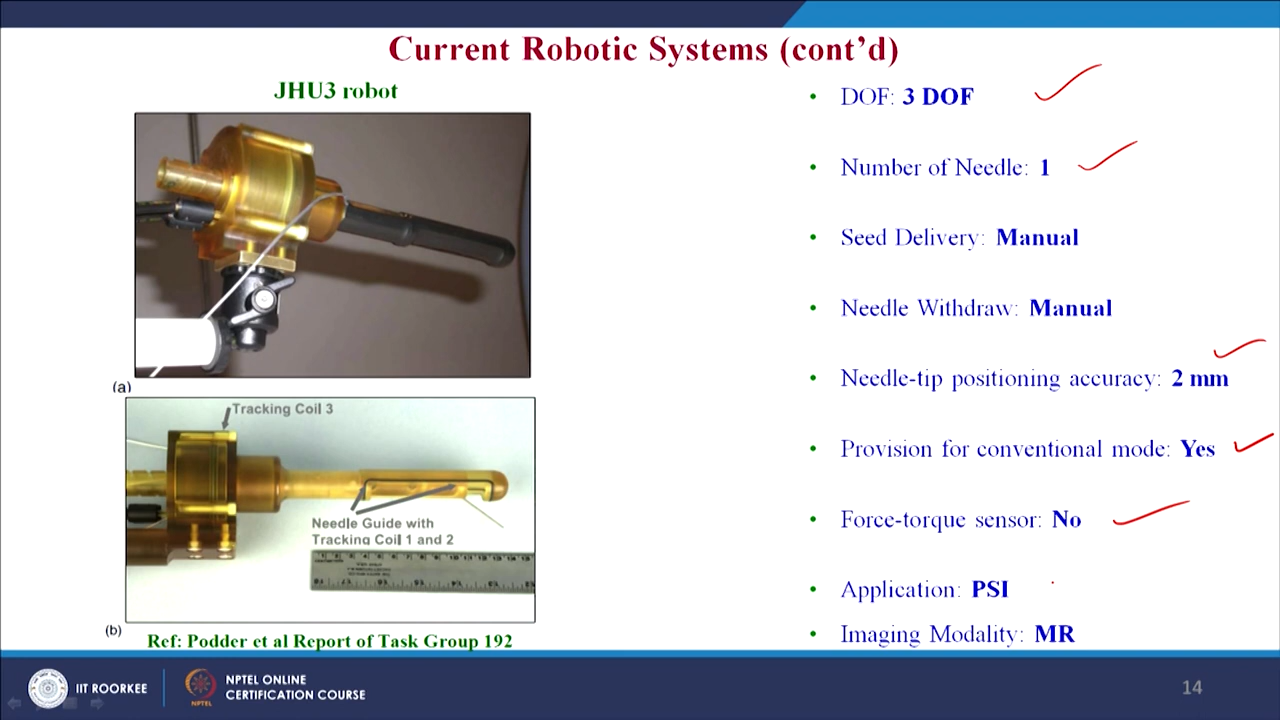 Current Robotic Systems (cont’d)
JHU3 robot
(a)
Tracking Coil 3
Needle Guide with
Tracking Coil 1 and 2
(b)
Ref: Podder et al Report of Task Group 192
• DOF: 3 DOF
• Number of Needle: 1
• Seed Delivery: Manual
• Needle Withdraw: Manual
• Needle-tip positioning accuracy: 2 mm
• Provision for conventional mode: Yes
• Force-torque sensor: No
• Application: PSI
• Imaging Modality: MR
IIT ROORKEE
NPTEL
NPTEL ONLINE
CERTIFICATION COURSE
14